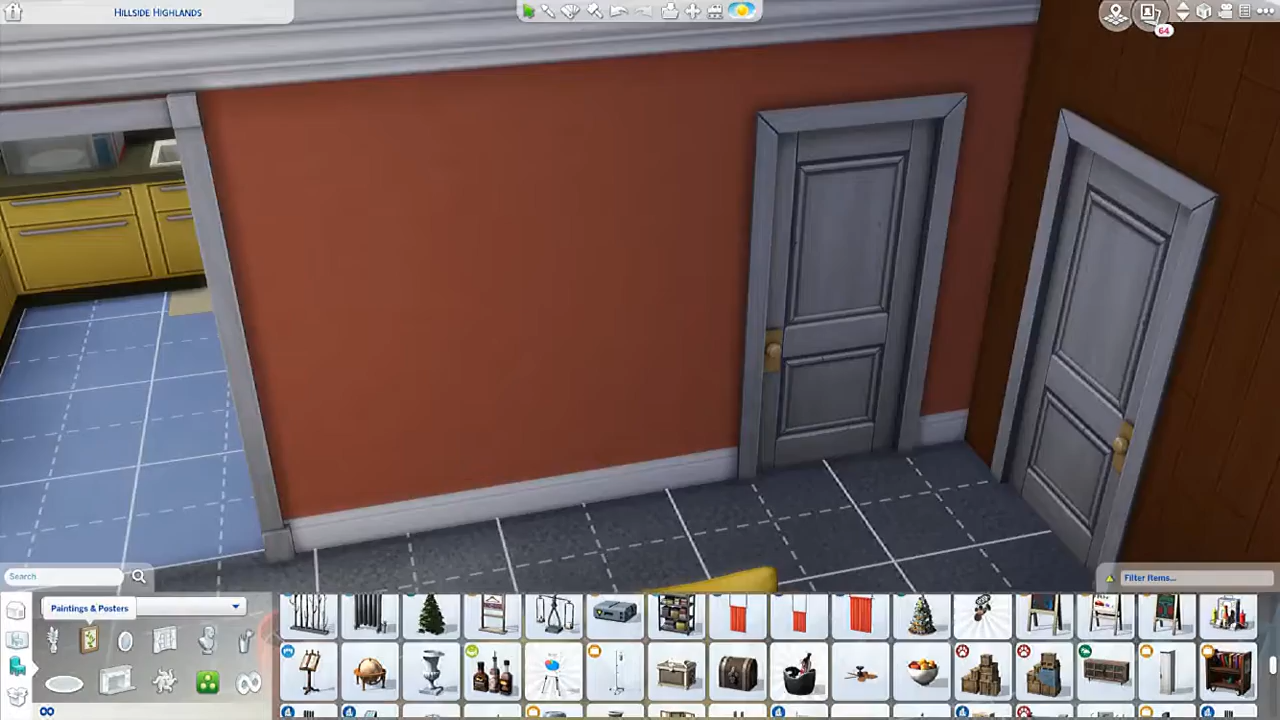 HILLSIDE HIGHLANDS
64
Search
Filter Items...
Paintings & Posters